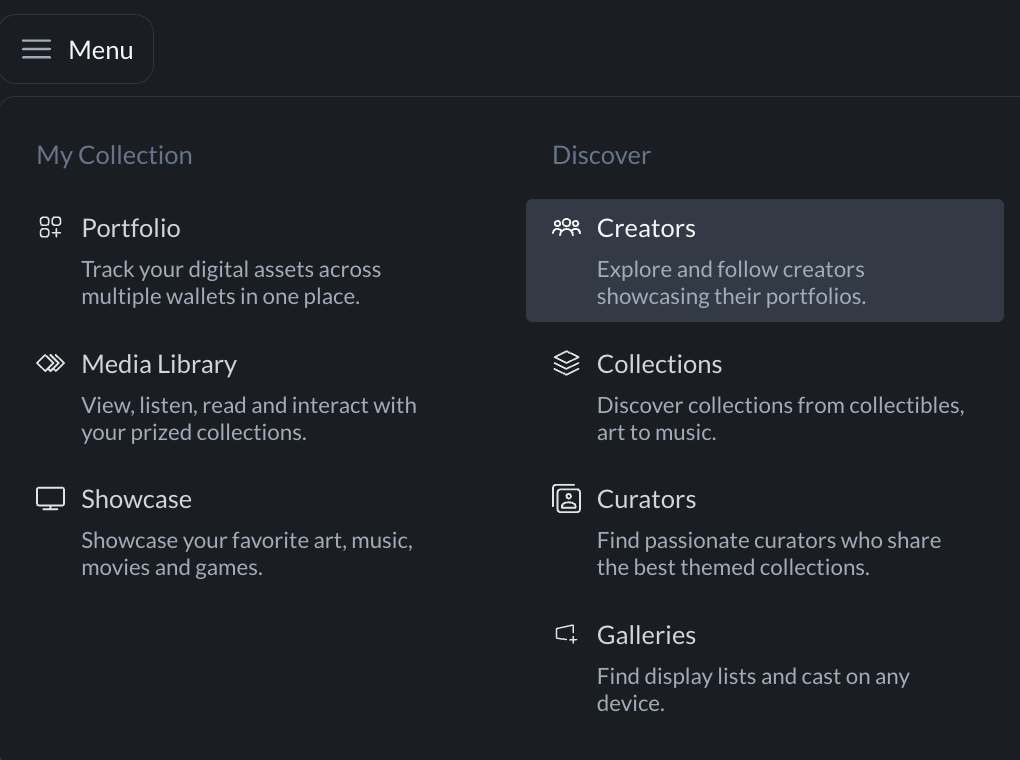 Menu
My Collection
Portfolio
Track your digital assets across
multiple wallets in one place.
Media Library
View, listen, read and interact with
your prized collections.
Showcase
Showcase your favorite art, music,
movies and games.
Discover
Creators
Explore and follow creators
showcasing their portfolios.
Collections
Discover collections from collectibles,
art to music.
Curators
Find passionate curators who share
the best themed collections.
Galleries
Find display lists and cast on any
device.